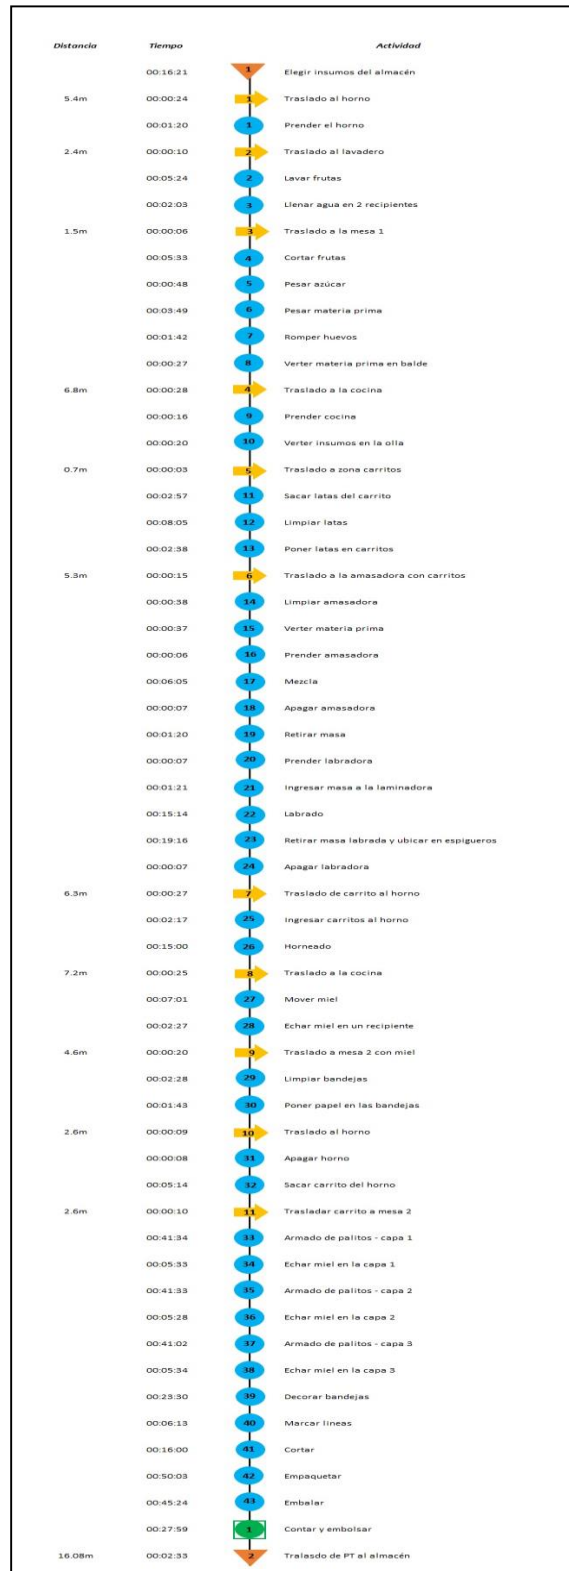 Distancia Tiempo Actividad
00:16:21 1 Elegir insumos del almacén
5.4m 00:00:24 1 Traslado al horno
00:01:20 1 Prender el horno
2.4m 00:00:10 2 Traslado al lavadero
00:05:24 2 Lavar frutas
00:02:03 3 Llenar agua en 2 recipientes
1.5m 00:00:06 3 Traslado a la mesa 1
00:05:33 4 Cortar frutas
00:00:48 5 Pesar azúcar
00:03:49 6 Pesar materia prima
00:01:42 7 Romper huevos
00:00:27 8 Verter materia prima en balde
6.8m 00:00:28 4 Traslado a la cocina
00:00:16 9 Prender cocina
00:00:20 10 Verter insumos en la olla
0.7m 00:00:03 5 Traslado a zona carritos
00:02:57 11 Sacar latas del carrito
00:08:05 12 Limpiar latas
00:02:38 13 Poner latas en carritos
5.3m 00:00:15 6 Traslado a la amasadora con carritos
00:00:38 14 Limpiar amasadora
00:00:37 15 Verter materia prima
00:00:06 16 Prender amasadora
00:06:05 17 Mezcla
00:00:07 18 Apagar amasadora
00:01:20 19 Retirar masa
00:00:07 20 Prender labradora
00:01:21 21 Ingresar masa a la laminadora
00:15:14 22 Labrado
00:19:16 23 Retirar masa labrada y ubicar en espigueros
00:00:07 24 Apagar labradora
6.3m 00:00:27 7 Traslado de carrito al horno
00:02:17 25 Ingresar carritos al horno
00:15:00 26 Horneado
7.2m 00:00:25 8 Traslado a la cocina
00:07:01 27 Mover miel
00:02:27 28 Echar miel en un recipiente
4.6m 00:00:20 9 Traslado a mesa 2 con miel
00:02:28 29 Limpiar bandejas
00:01:43 30 Poner papel en las bandejas
2.6m 00:00:09 10 Traslado al horno
00:00:08 31 Apagar horno
00:05:14 32 Sacar carrito del horno
2.6m 00:00:10 11 Trasladar carrito a mesa 2
00:41:34 33 Armado de palitos - capa 1
00:05:33 34 Echar miel en la capa 1
00:41:33 35 Armado de palitos - capa 2
00:05:28 36 Echar miel en la capa 2
00:41:02 37 Armado de palitos - capa 3
00:05:34 38 Echar miel en la capa 3
00:23:30 39 Decorar bandejas
00:06:13 40 Marcar lineas
00:16:00 41 Cortar
00:50:03 42 Empaquetar
00:45:24 43 Embalar
00:27:59 1 Contar y embolsar
16.08m 00:02:33 2 Tralasdo de PT al almacén